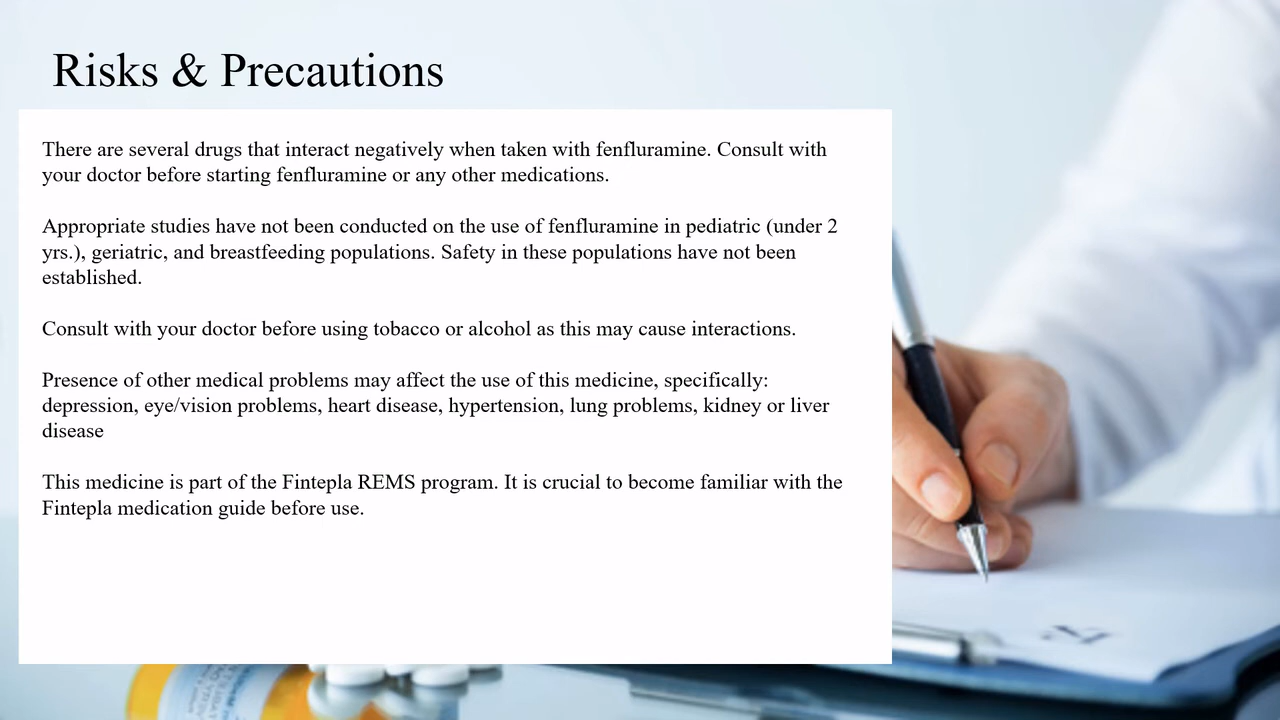 Risks & Precautions
There are several drugs that interact negatively when taken with fenfluramine. Consult with
your doctor before starting fenfluramine or any other medications.
Appropriate studies have not been conducted on the use of fenfluramine in pediatric (under 2
yrs.), geriatric, and breastfeeding populations. Safety in these populations have not been
established.
Consult with your doctor before using tobacco or alcohol as this may cause interactions.
Presence of other medical problems may affect the use of this medicine, specifically:
depression, eye/vision problems, heart disease, hypertension, lung problems, kidney or liver
disease
This medicine is part of the Fintepla REMS program. It is crucial to become familiar with the
Fintepla medication guide before use.